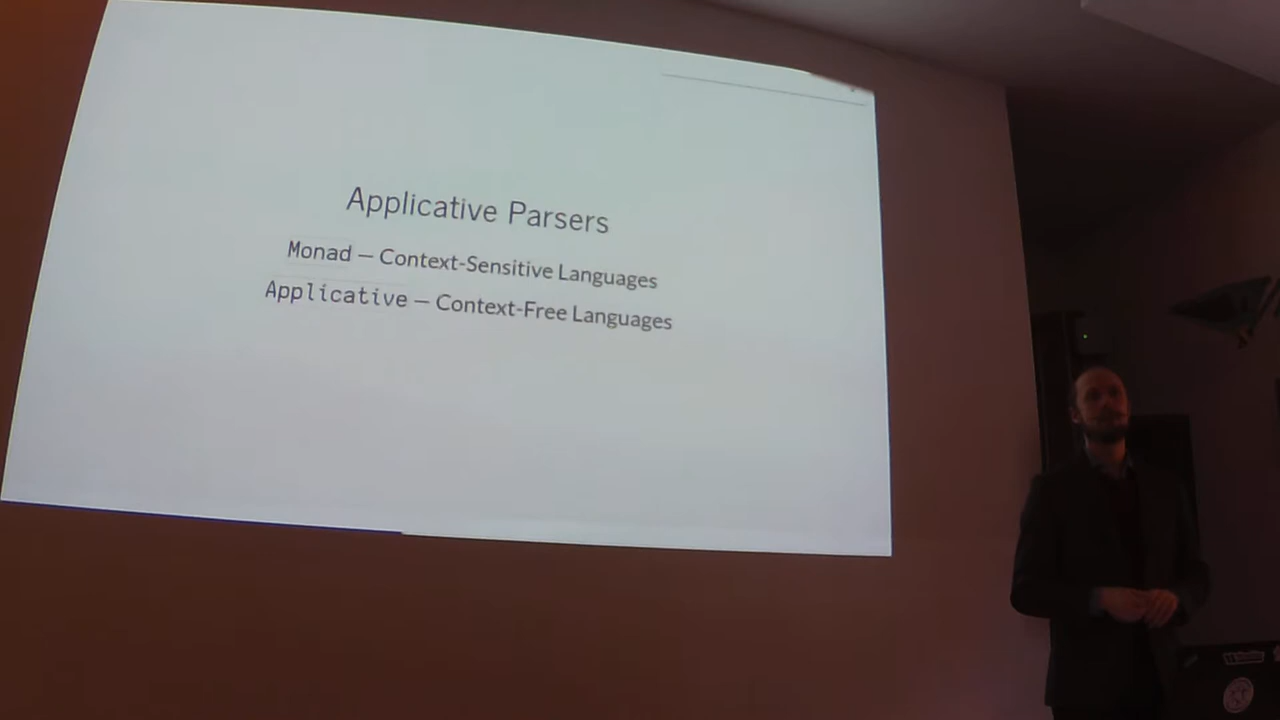 Applicative Parsers
Monad – Context-Sensitive Languages
Applicative – Context-Free Languages